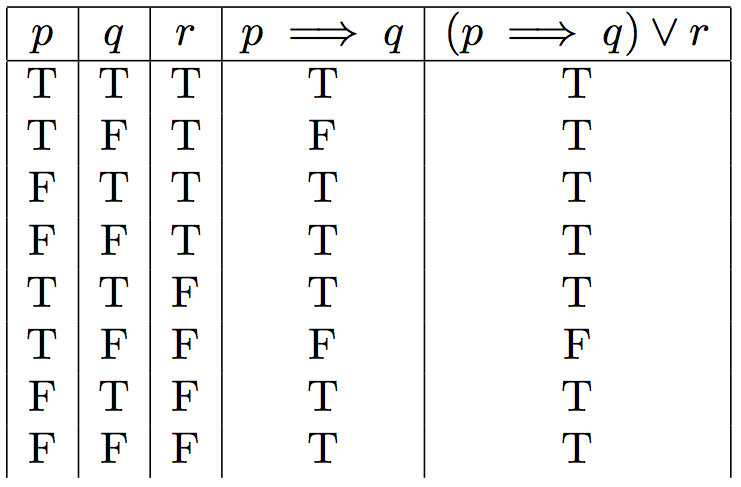 p q r p ⟹ q (p ⟹ q) ∨ r
T T T T T
T F T F T
F T T T T
F F T T T
T T F T T
T F F F F
F T F T T
F F F T T